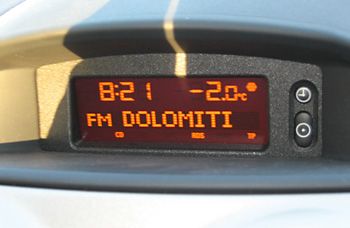 8:21 -2.0°c
FM DOLOMITI
CD RDS TP